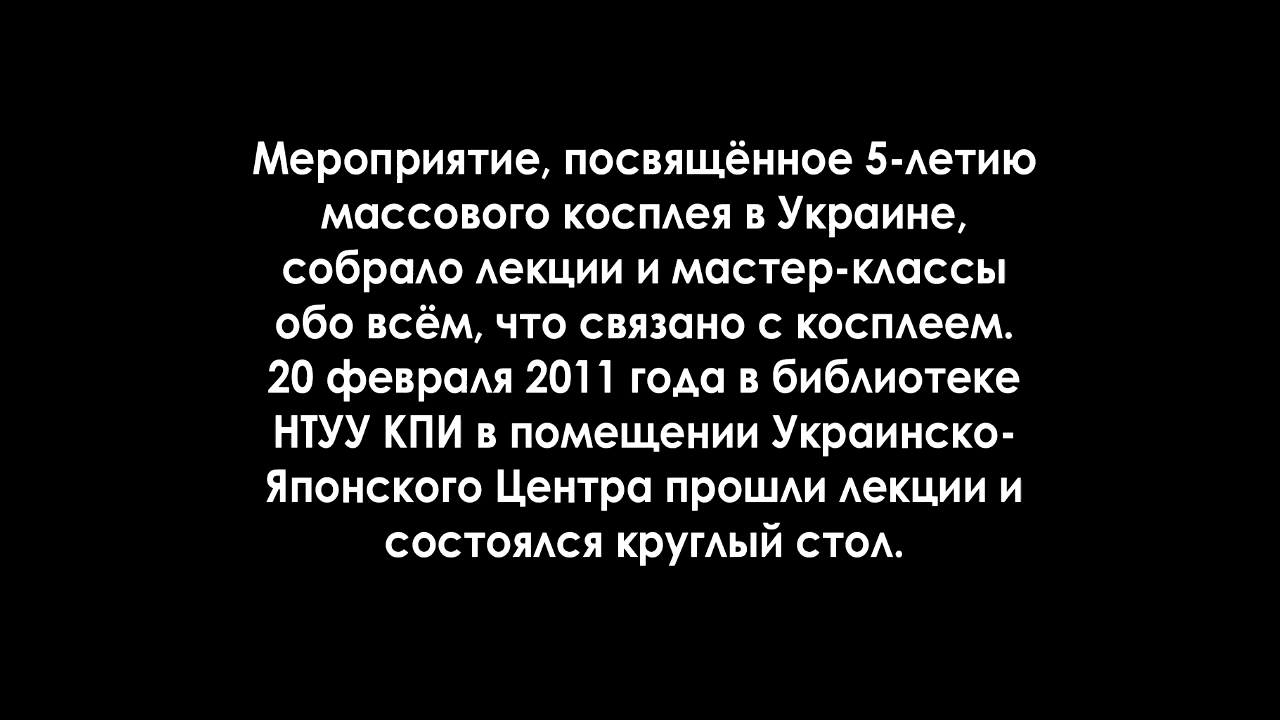 Мероприятие, посвящённое 5-летию
массового косплея в Украине,
собрало лекции и мастер-классы
обо всём, что связано с косплеем.
20 февраля 2011 года в библиотеке
НТУУ КПИ в помещении Украинско-
Японского Центра прошли лекции и
состоялся круглый стол.